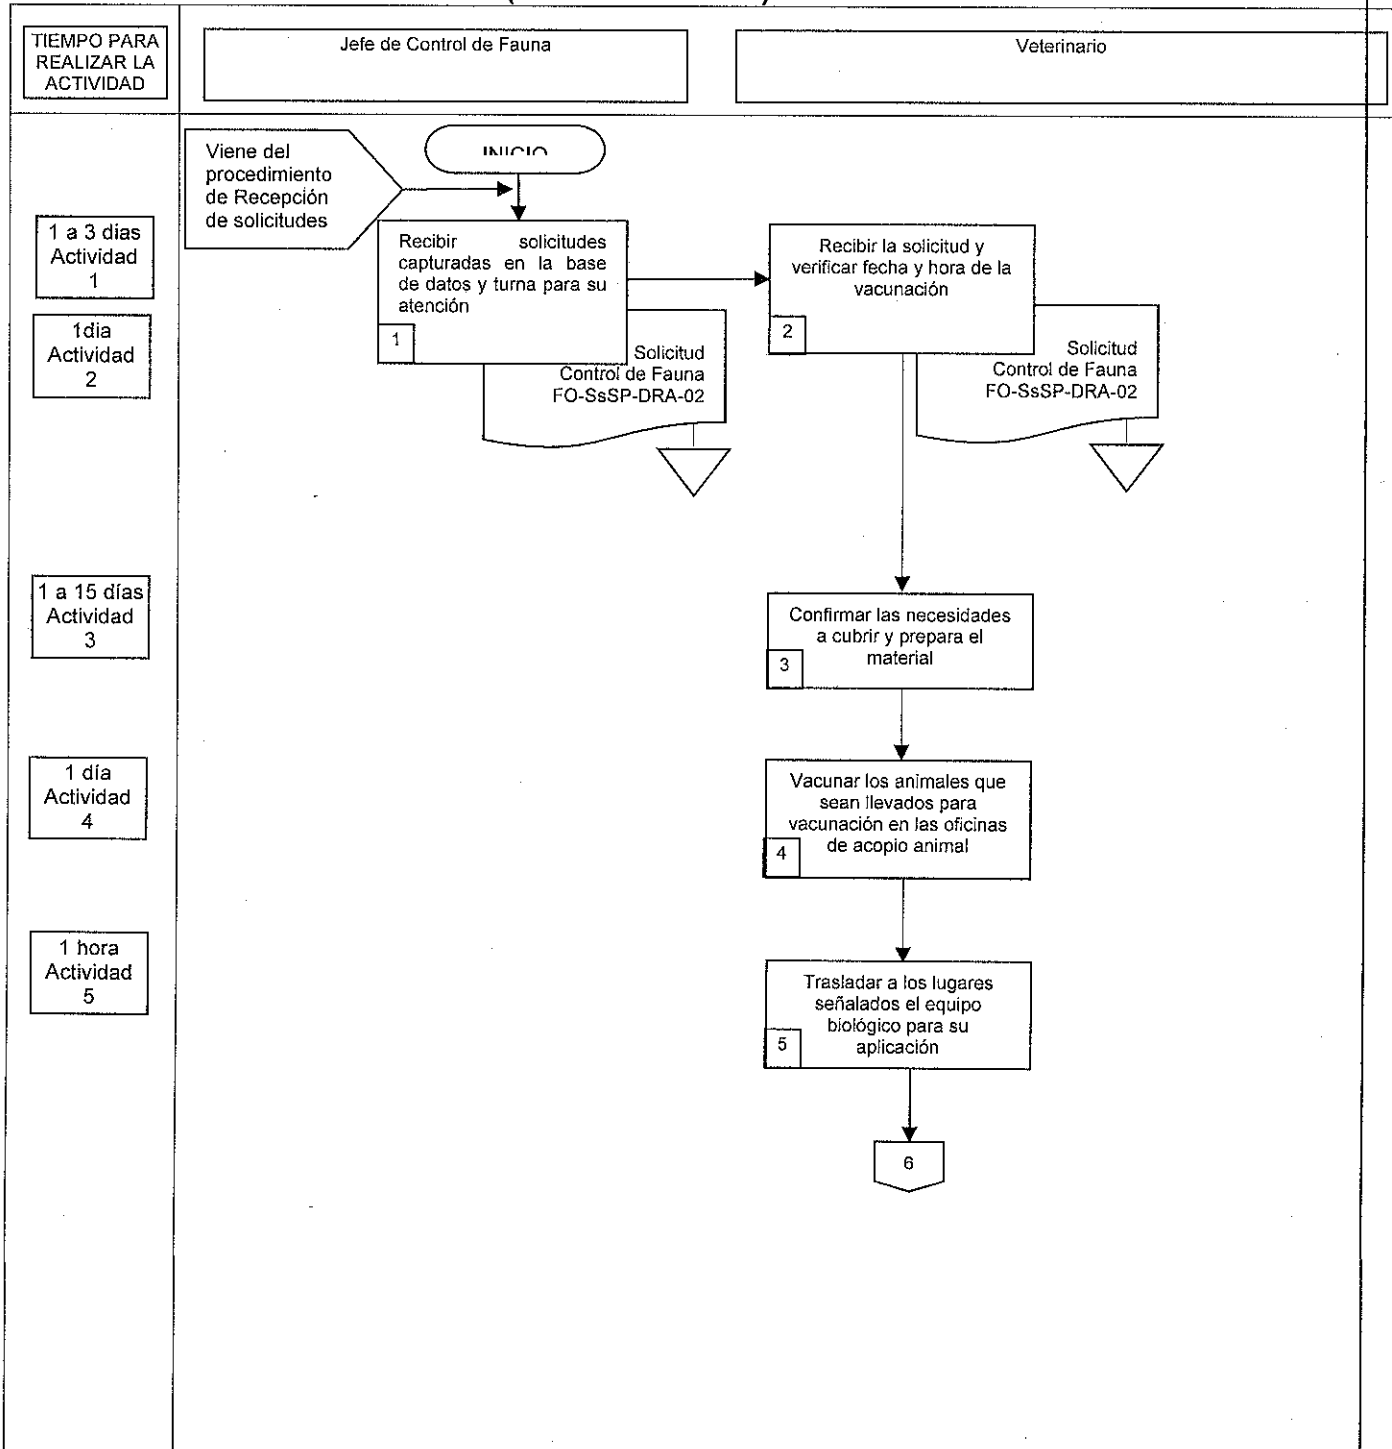 TIEMPO PARA
REALIZAR LA
ACTIVIDAD
Jefe de Control de Fauna
Veterinario
Viene del
procedimiento
de Recepción
de solicitudes
1 a 3 dias
Actividad
1
Recibir solicitudes
capturadas en la base
de datos y turna para su
atención
1
Recibir la solicitud y
verificar fecha y hora de la
vacunación
2
1dia
Actividad
2
Solicitud
Control de Fauna
FO-SsSP-DRA-02
Solicitud
Control de Fauna
FO-SsSP-DRA-02
1 a 15 días
Actividad
3
Confirmar las necesidades
a cubrir y prepara el
material
3
1 día
Actividad
4
Vacunar los animales que
sean llevados para
vacunación en las oficinas
de acopio animal
4
1 hora
Actividad
5
Trasladar a los lugares
señalados el equipo
biológico para su
aplicación
5
6